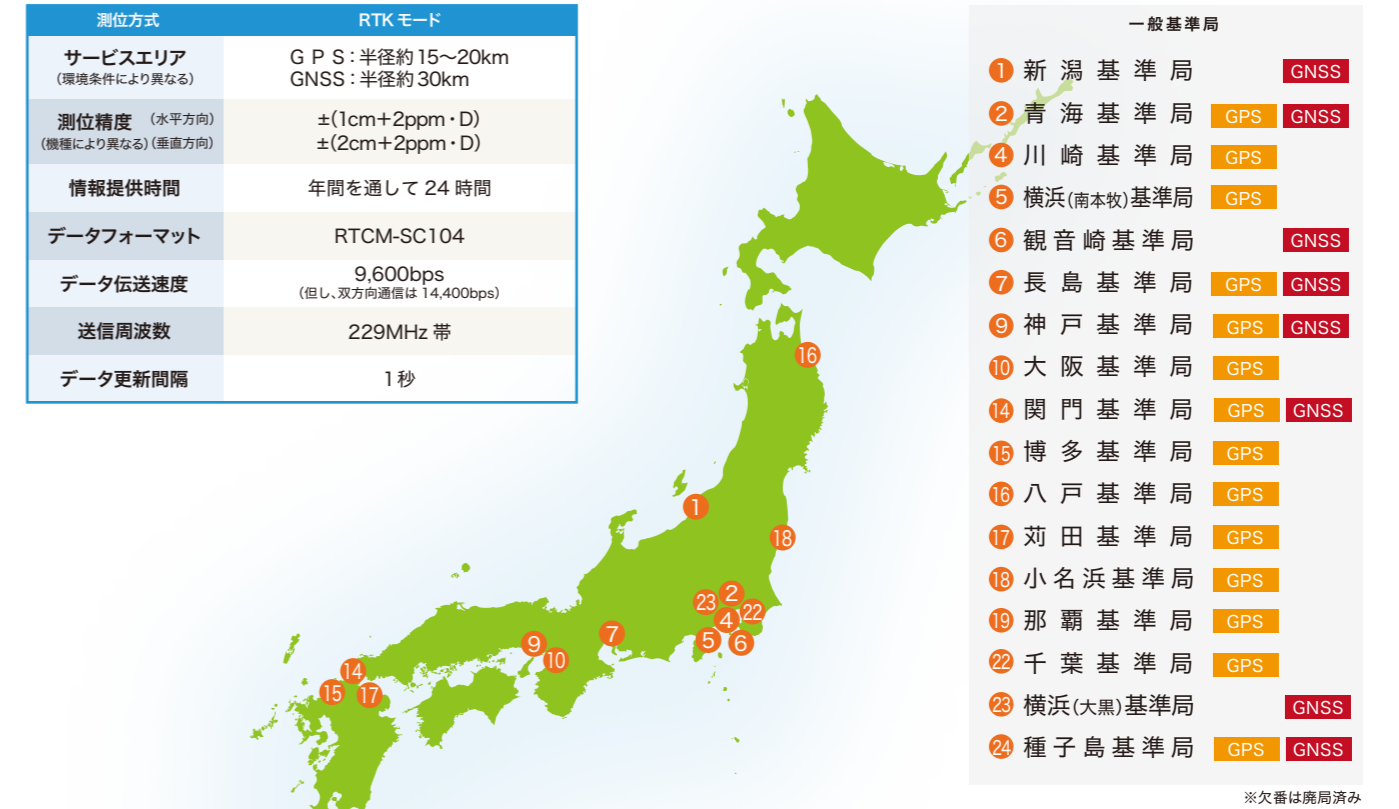 測位方式 RTKモード
サービスエリア
（環境条件により異なる）
GPS：半径約15〜20km
GNSS：半径約30km
測位精度 （水平方向）
（機種により異なる）（垂直方向）
±（1cm＋2ppm・D）
±（2cm＋2ppm・D）
情報提供時間 年間を通して24時間
データフォーマット RTCM-SC104
データ伝送速度 9,600bps
（但し、双方向通信は14,400bps）
送信周波数 229MHz帯
データ更新間隔 1秒
一般基準局
1 新潟基準局 GNSS
2 青海基準局 GPS GNSS
4 川崎基準局 GPS
5 横浜（南本牧）基準局 GPS
6 観音崎基準局 GNSS
7 長島基準局 GPS GNSS
9 神戸基準局 GPS GNSS
10 大阪基準局 GPS
14 関門基準局 GPS GNSS
15 博多基準局 GPS
16 八戸基準局 GPS
17 苅田基準局 GPS
18 小名浜基準局 GPS
19 那覇基準局 GPS
22 千葉基準局 GPS
23 横浜（大黒）基準局 GNSS
24 種子島基準局 GPS GNSS
※欠番は廃局済み
16
1
18
2
23
22
4
5
6
7
9
10
14
15
17